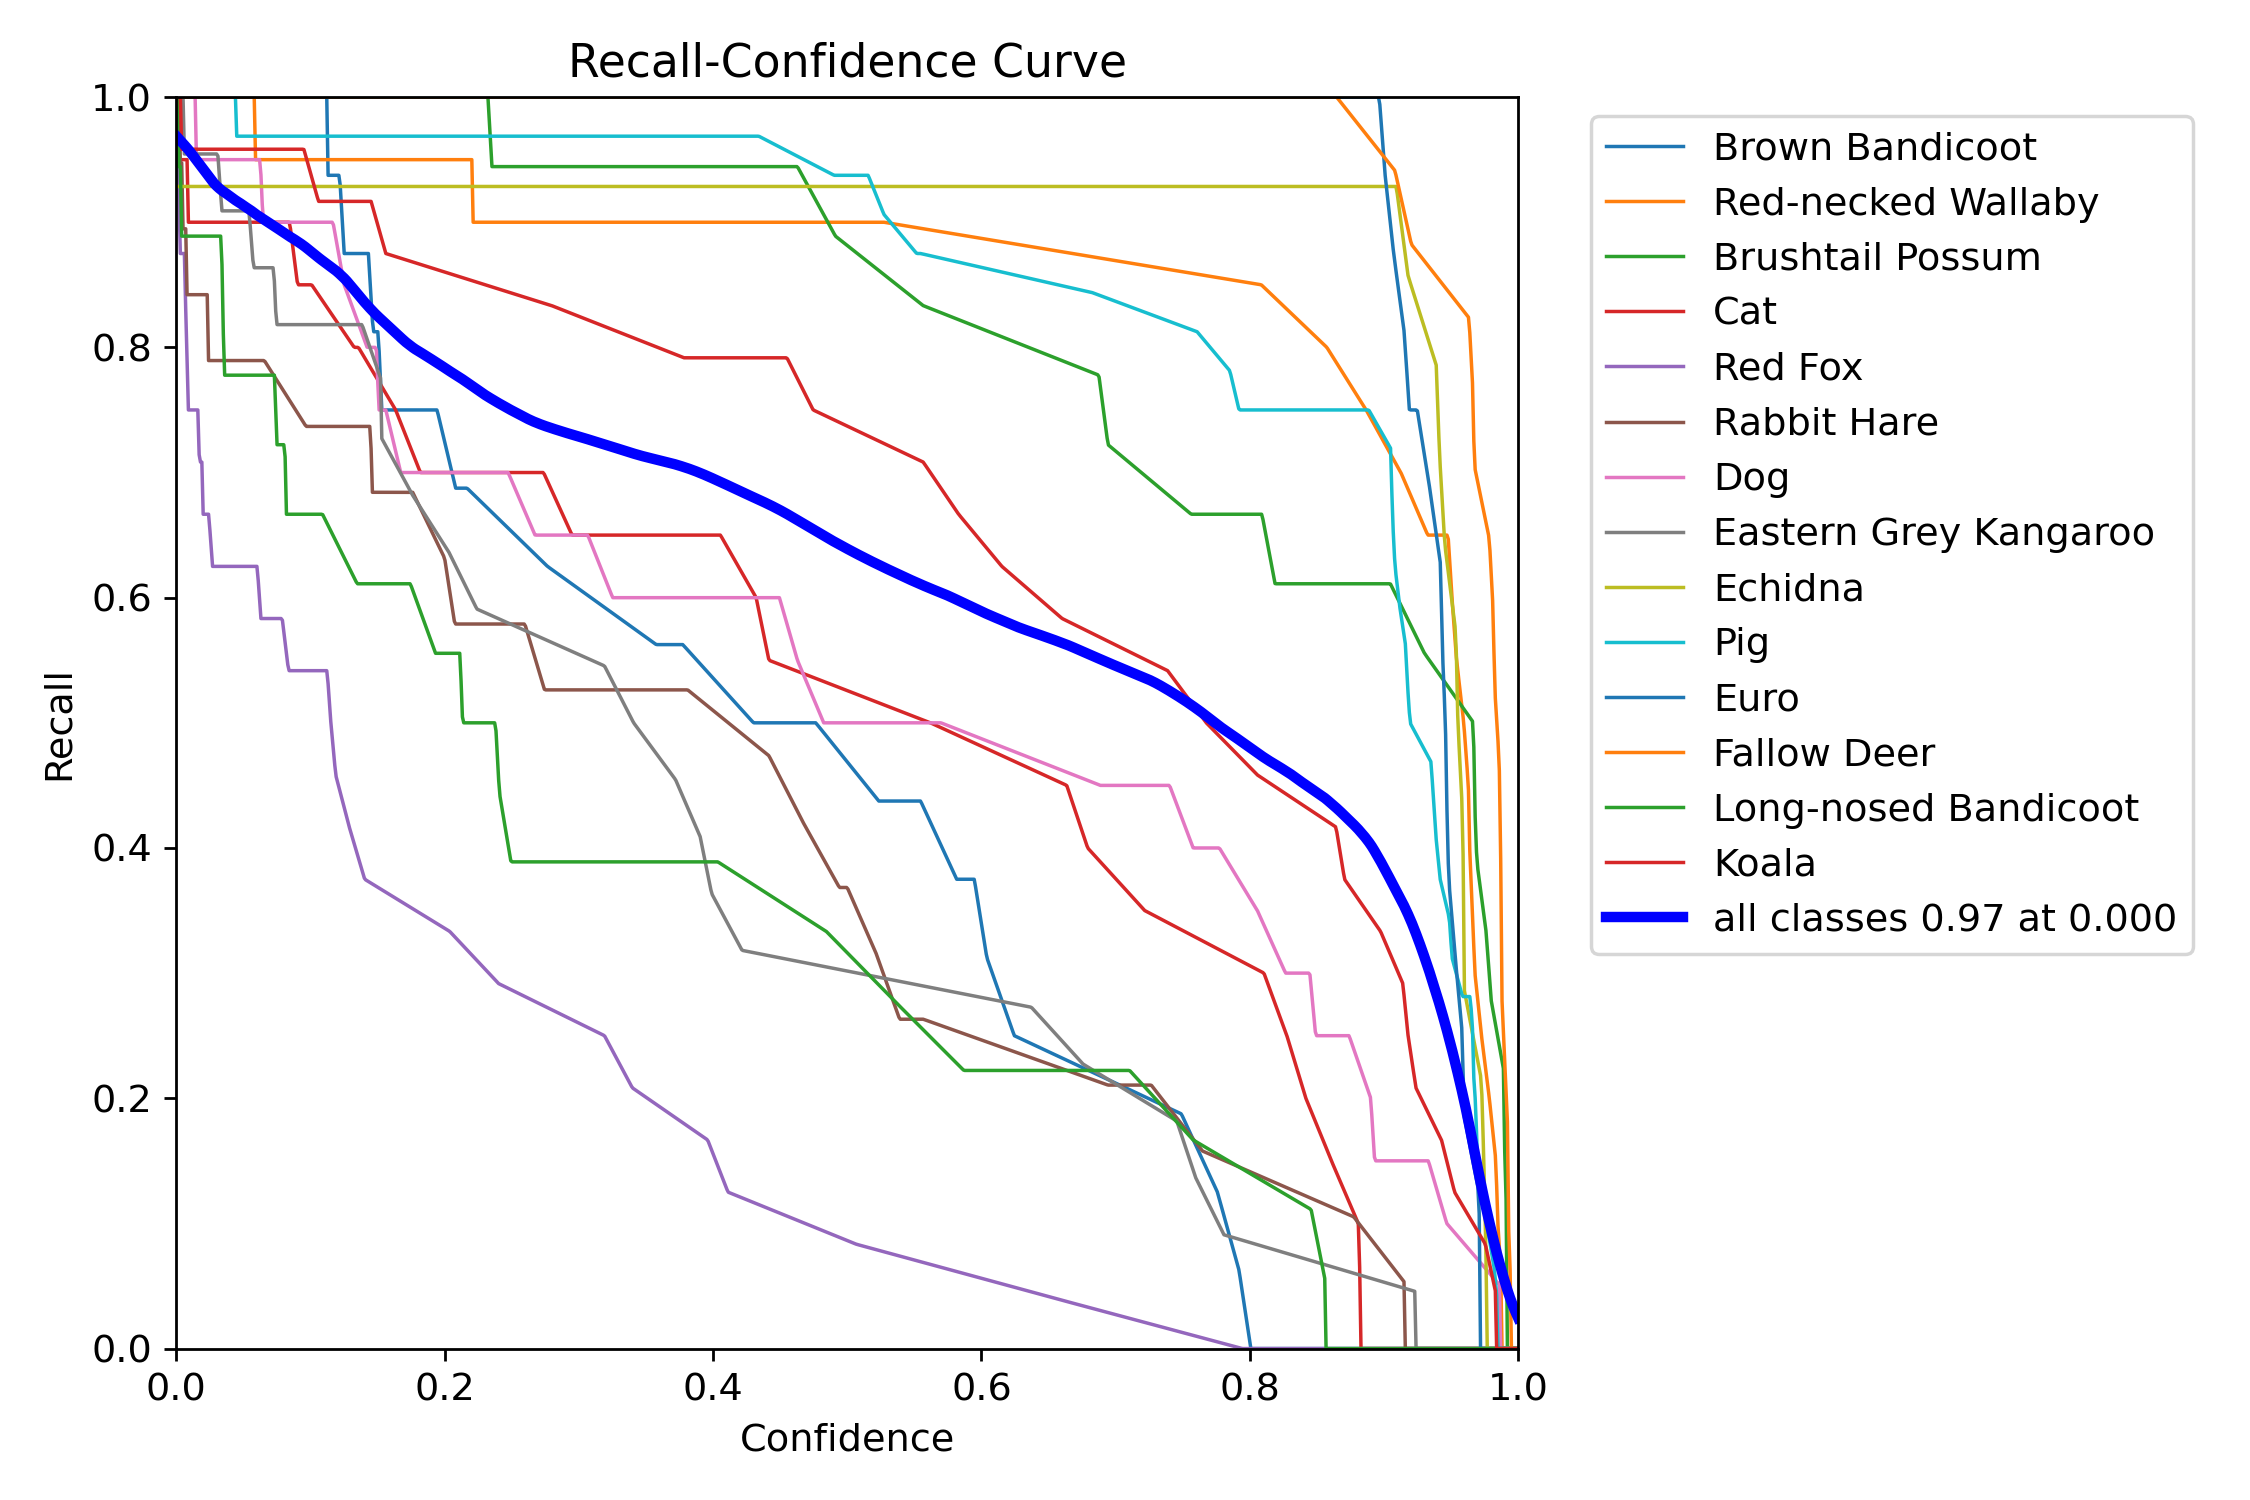 Recall-Confidence Curve
1.0
0.8
0.6
0.4
0.2
0.0
Recall
0.0 0.2 0.4 0.6 0.8 1.0
Confidence
Brown Bandicoot
Red-necked Wallaby
Brushtail Possum
Cat
Red Fox
Rabbit Hare
Dog
Eastern Grey Kangaroo
Echidna
Pig
Euro
Fallow Deer
Long-nosed Bandicoot
Koala
all classes 0.97 at 0.000